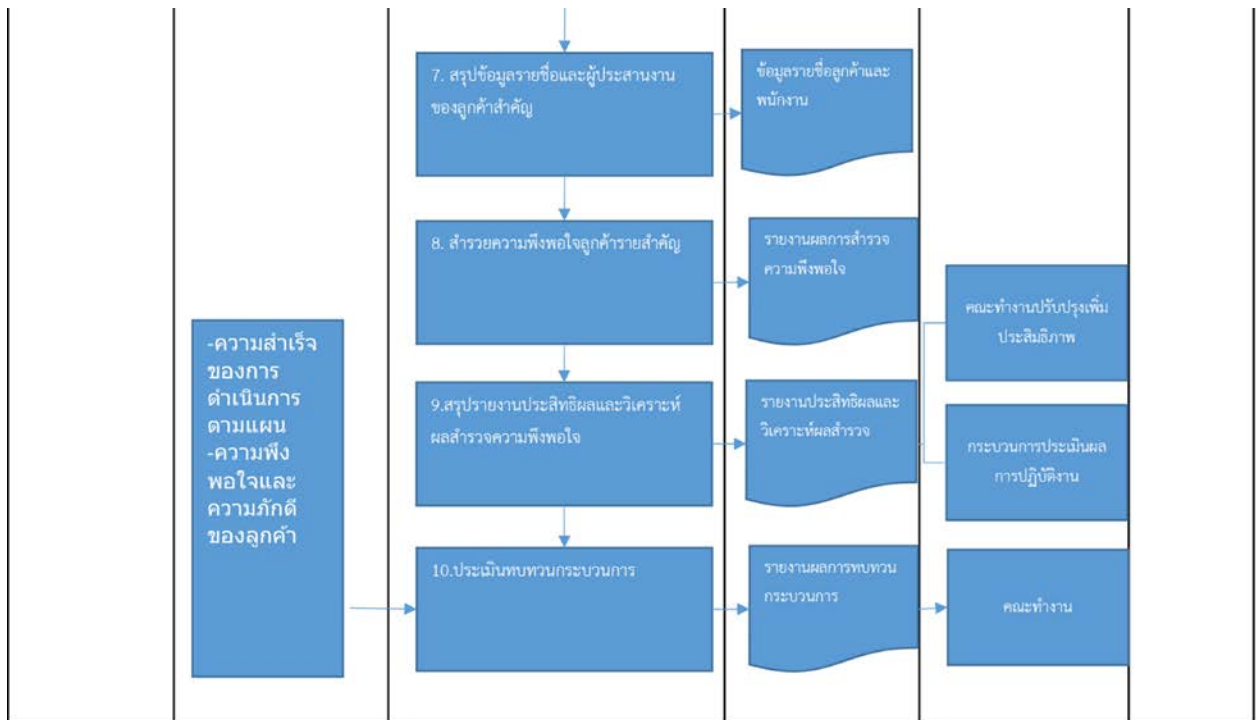 7. สรุปข้อมูลรายชื่อและผู้ประสานงาน
ของลูกค้าสำคัญ
ข้อมูลรายชื่อลูกค้าและ
พนักงาน
8. สำรวยความพึงพอใจลูกค้ารายสำคัญ
รายงานผลการสำรวจ
ความพึงพอใจ
คณะทำงานปรับปรุงเพิ่ม
ประสิมธิภาพ
-ความสำเร็จ
ของการ
ดำเนินการ
ตามแผน
-ความพึง
พอใจและ
ความภักดี
ของลูกค้า
9.สรุปรายงานประสิทธิผลและวิเคราะห์
ผลสำรวจความพึงพอใจ
รายงานประสิทธิผลและ
วิเคราะห์ผลสำรวจ
กระบวนการประเมินผล
การปฏิบัติงาน
10.ประเมินทบทวนกระบวนการ
รายงานผลการทบทวน
กระบวนการ
คณะทำงาน